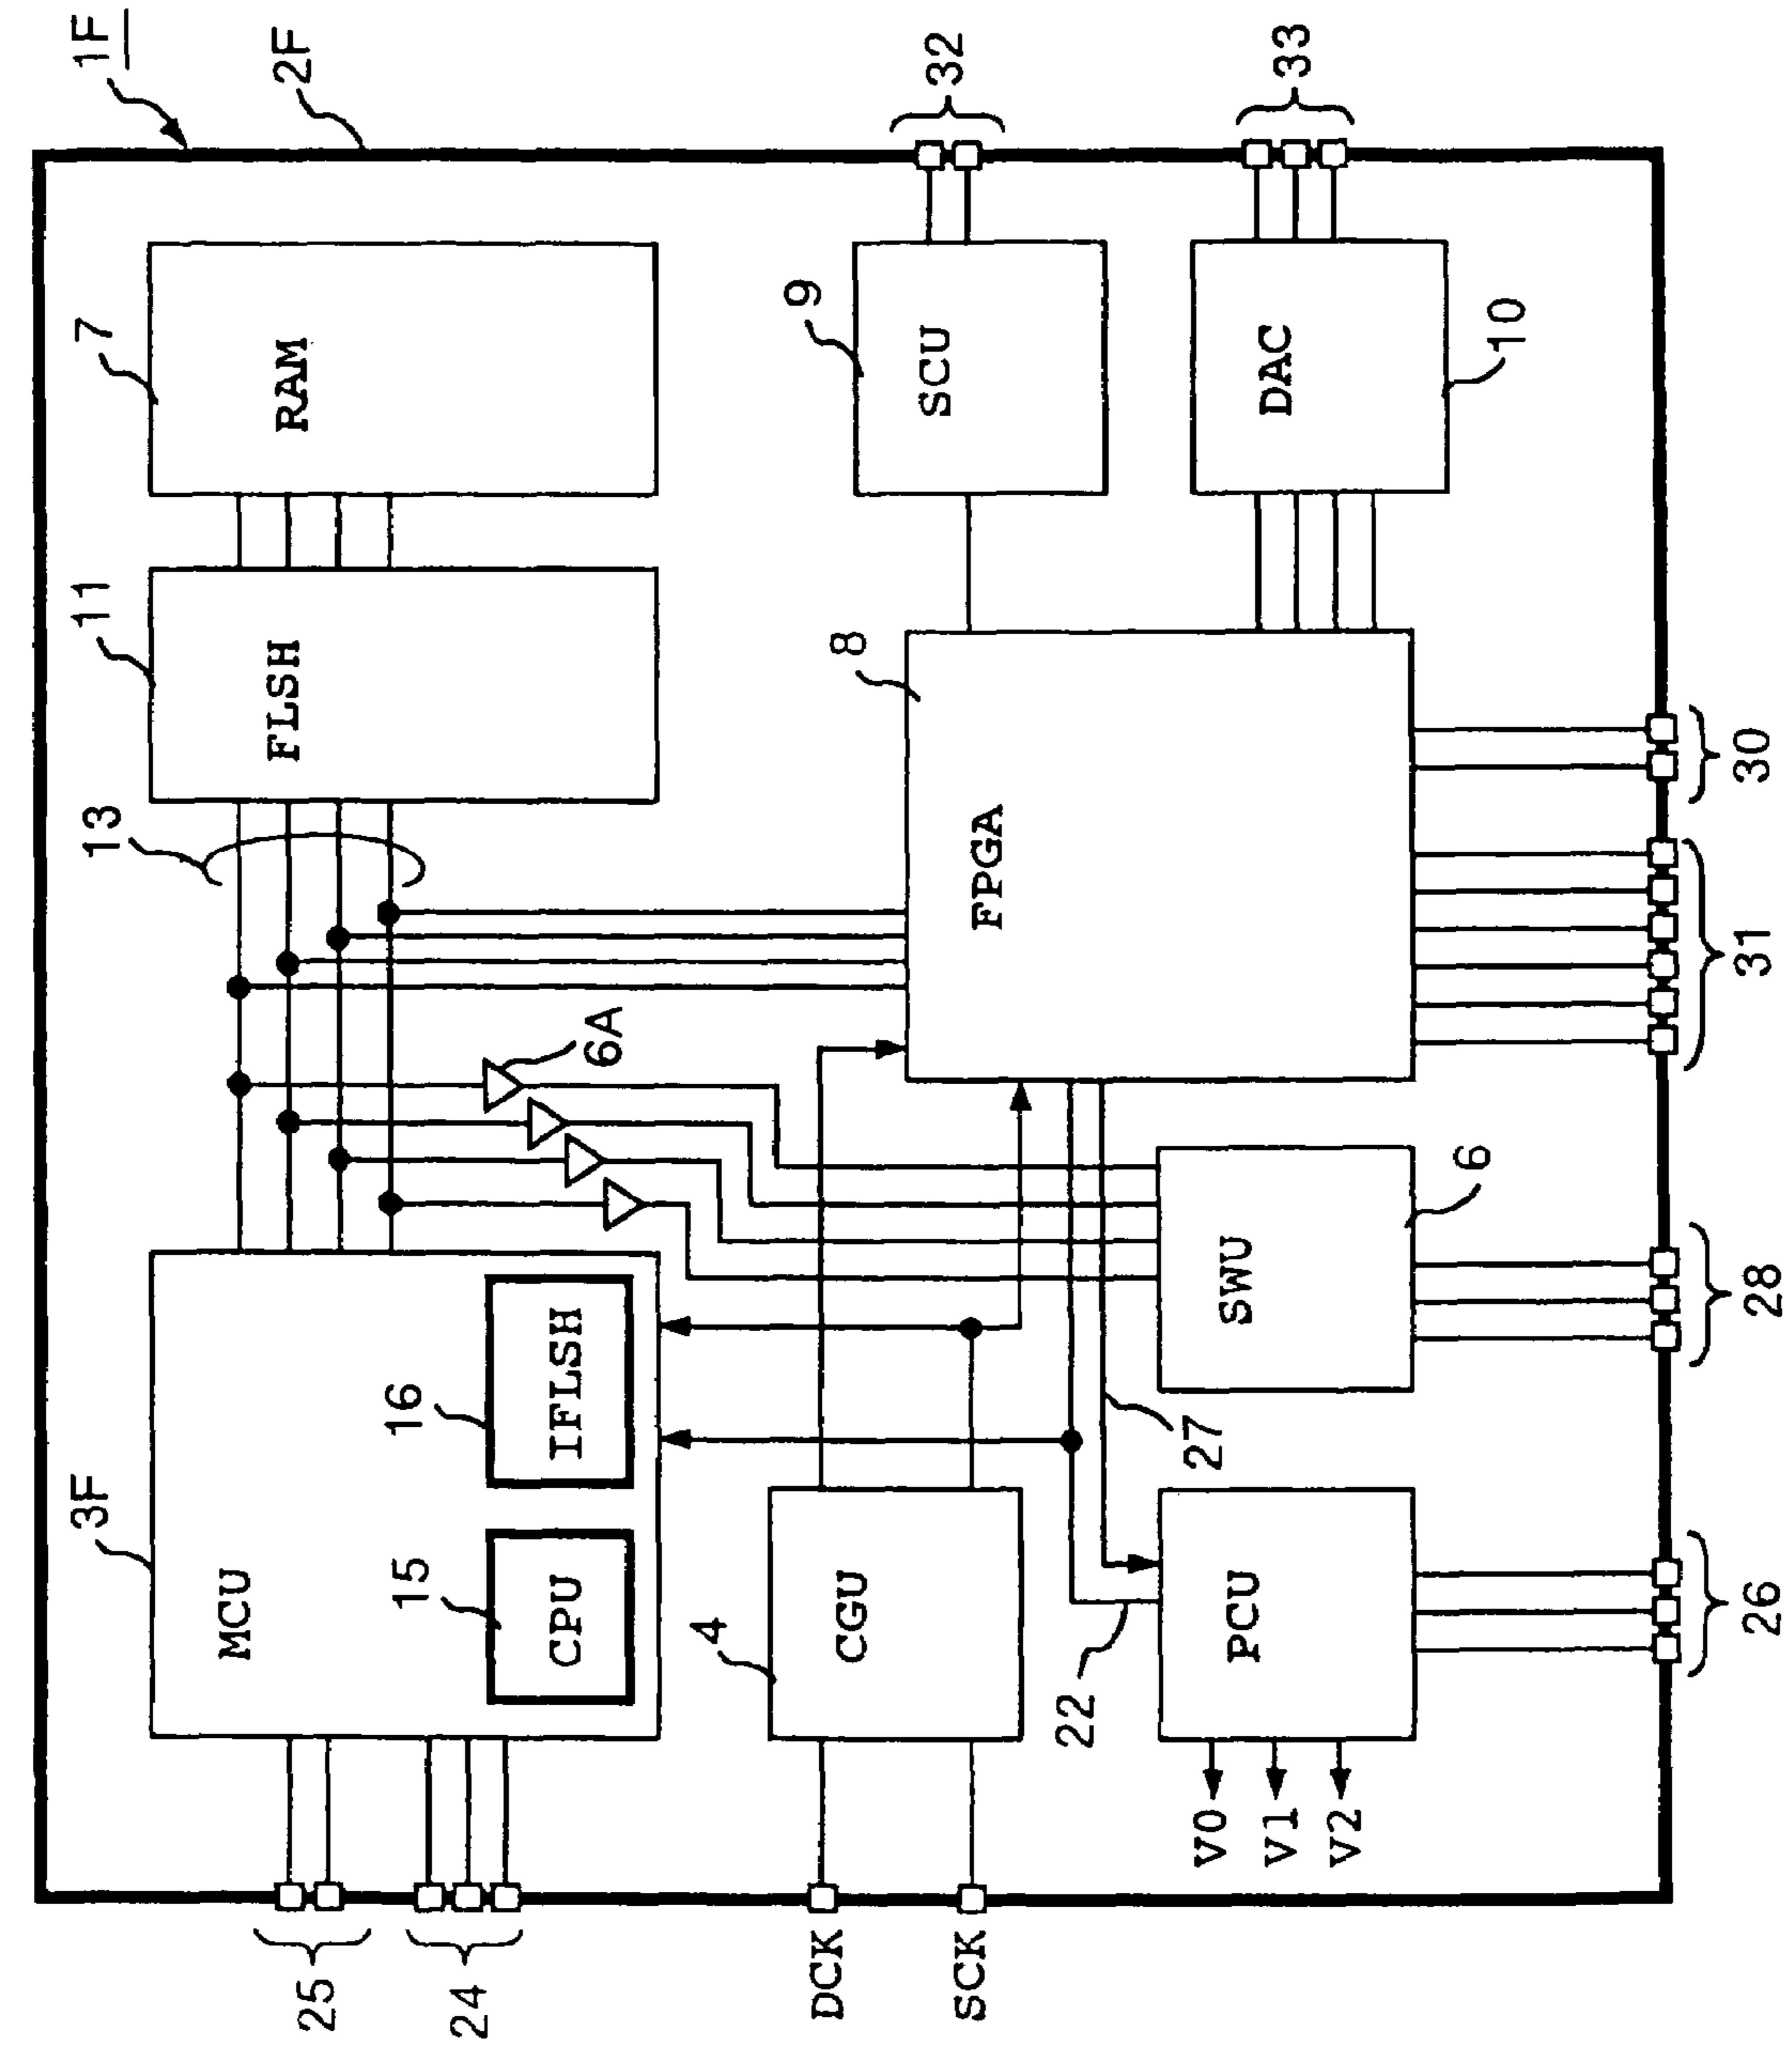 1F
2F
3F
MCU
15
CPU
16
IFLSH
13
11
FLSH
7
RAM
25
24
6A
4
CGU
DCK
SCK
8
FPGA
9
SCU
32
22
27
PCU
V0
V1
V2
SWU
6
DAC
10
33
26
28
31
30